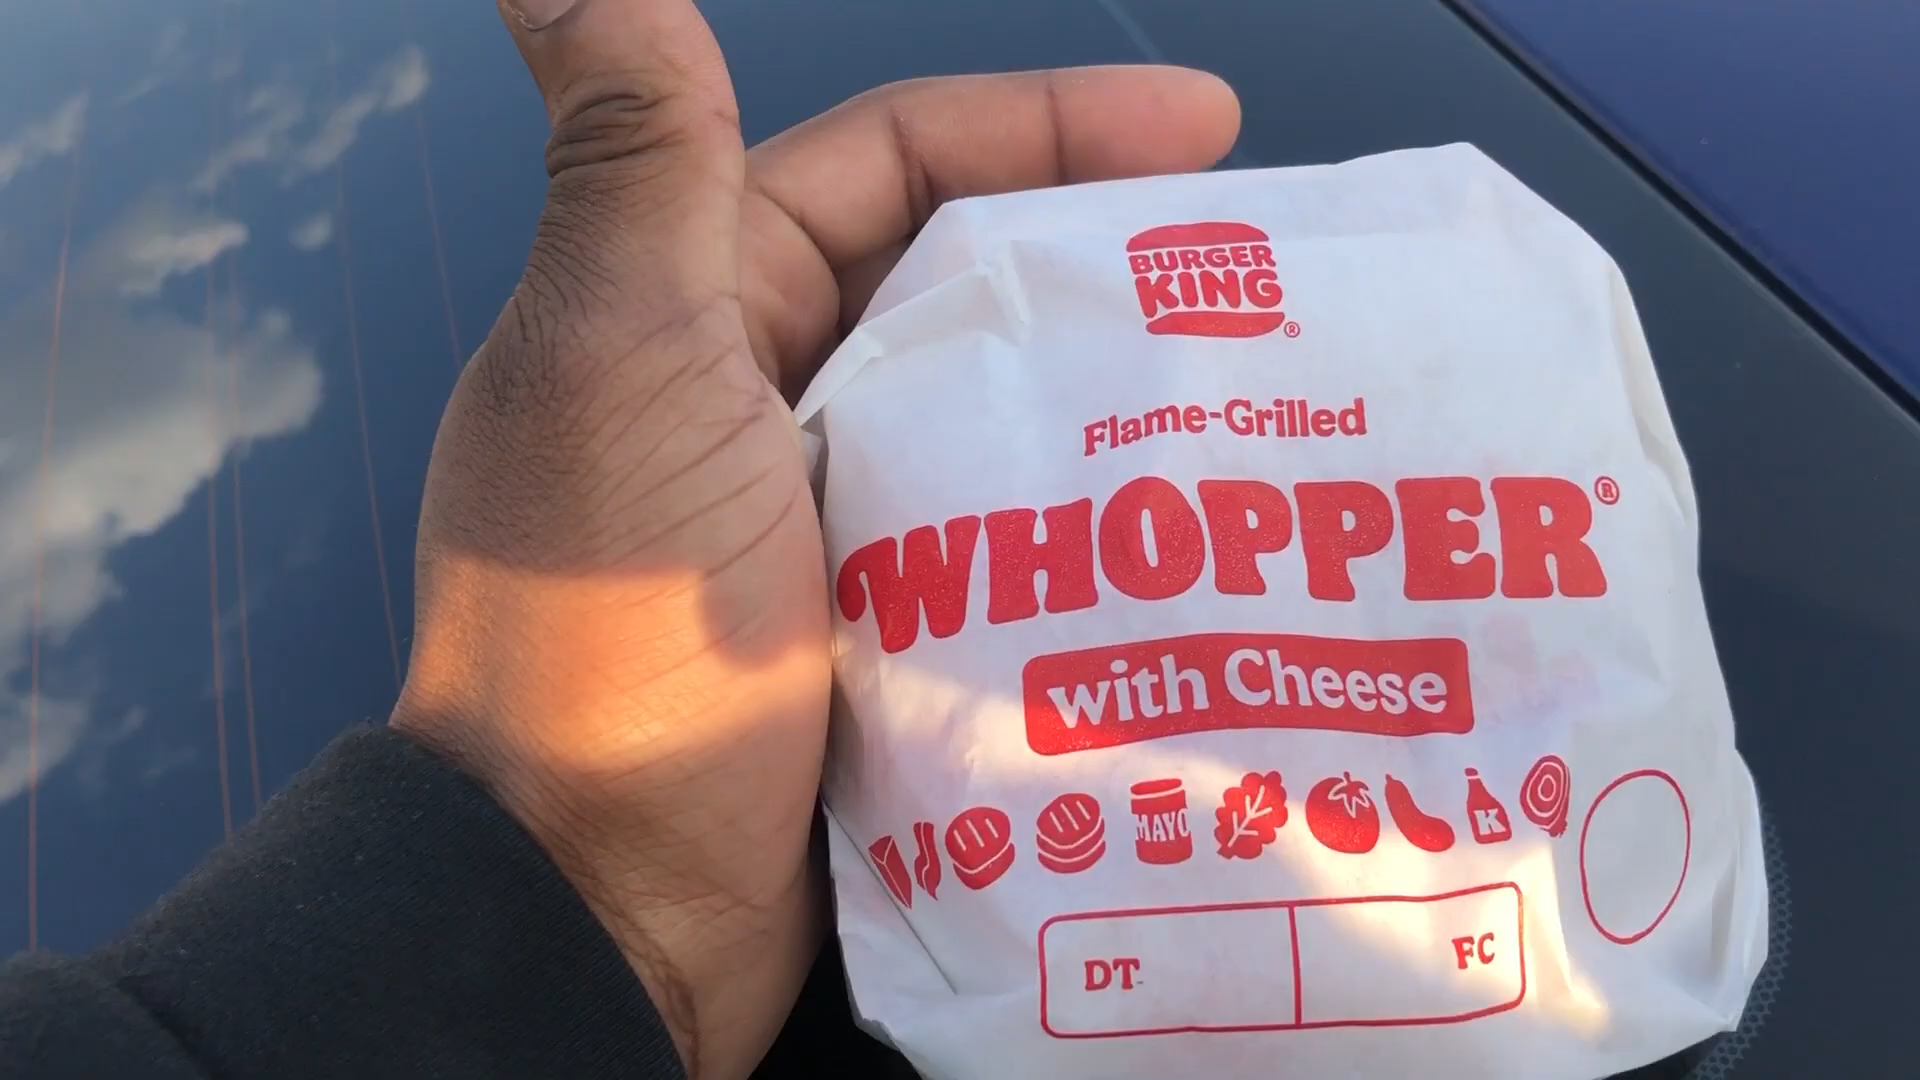 BURGER
KING®
Flame-Grilled
WHOPPER®
with Cheese
MAYO
K
DT
FC